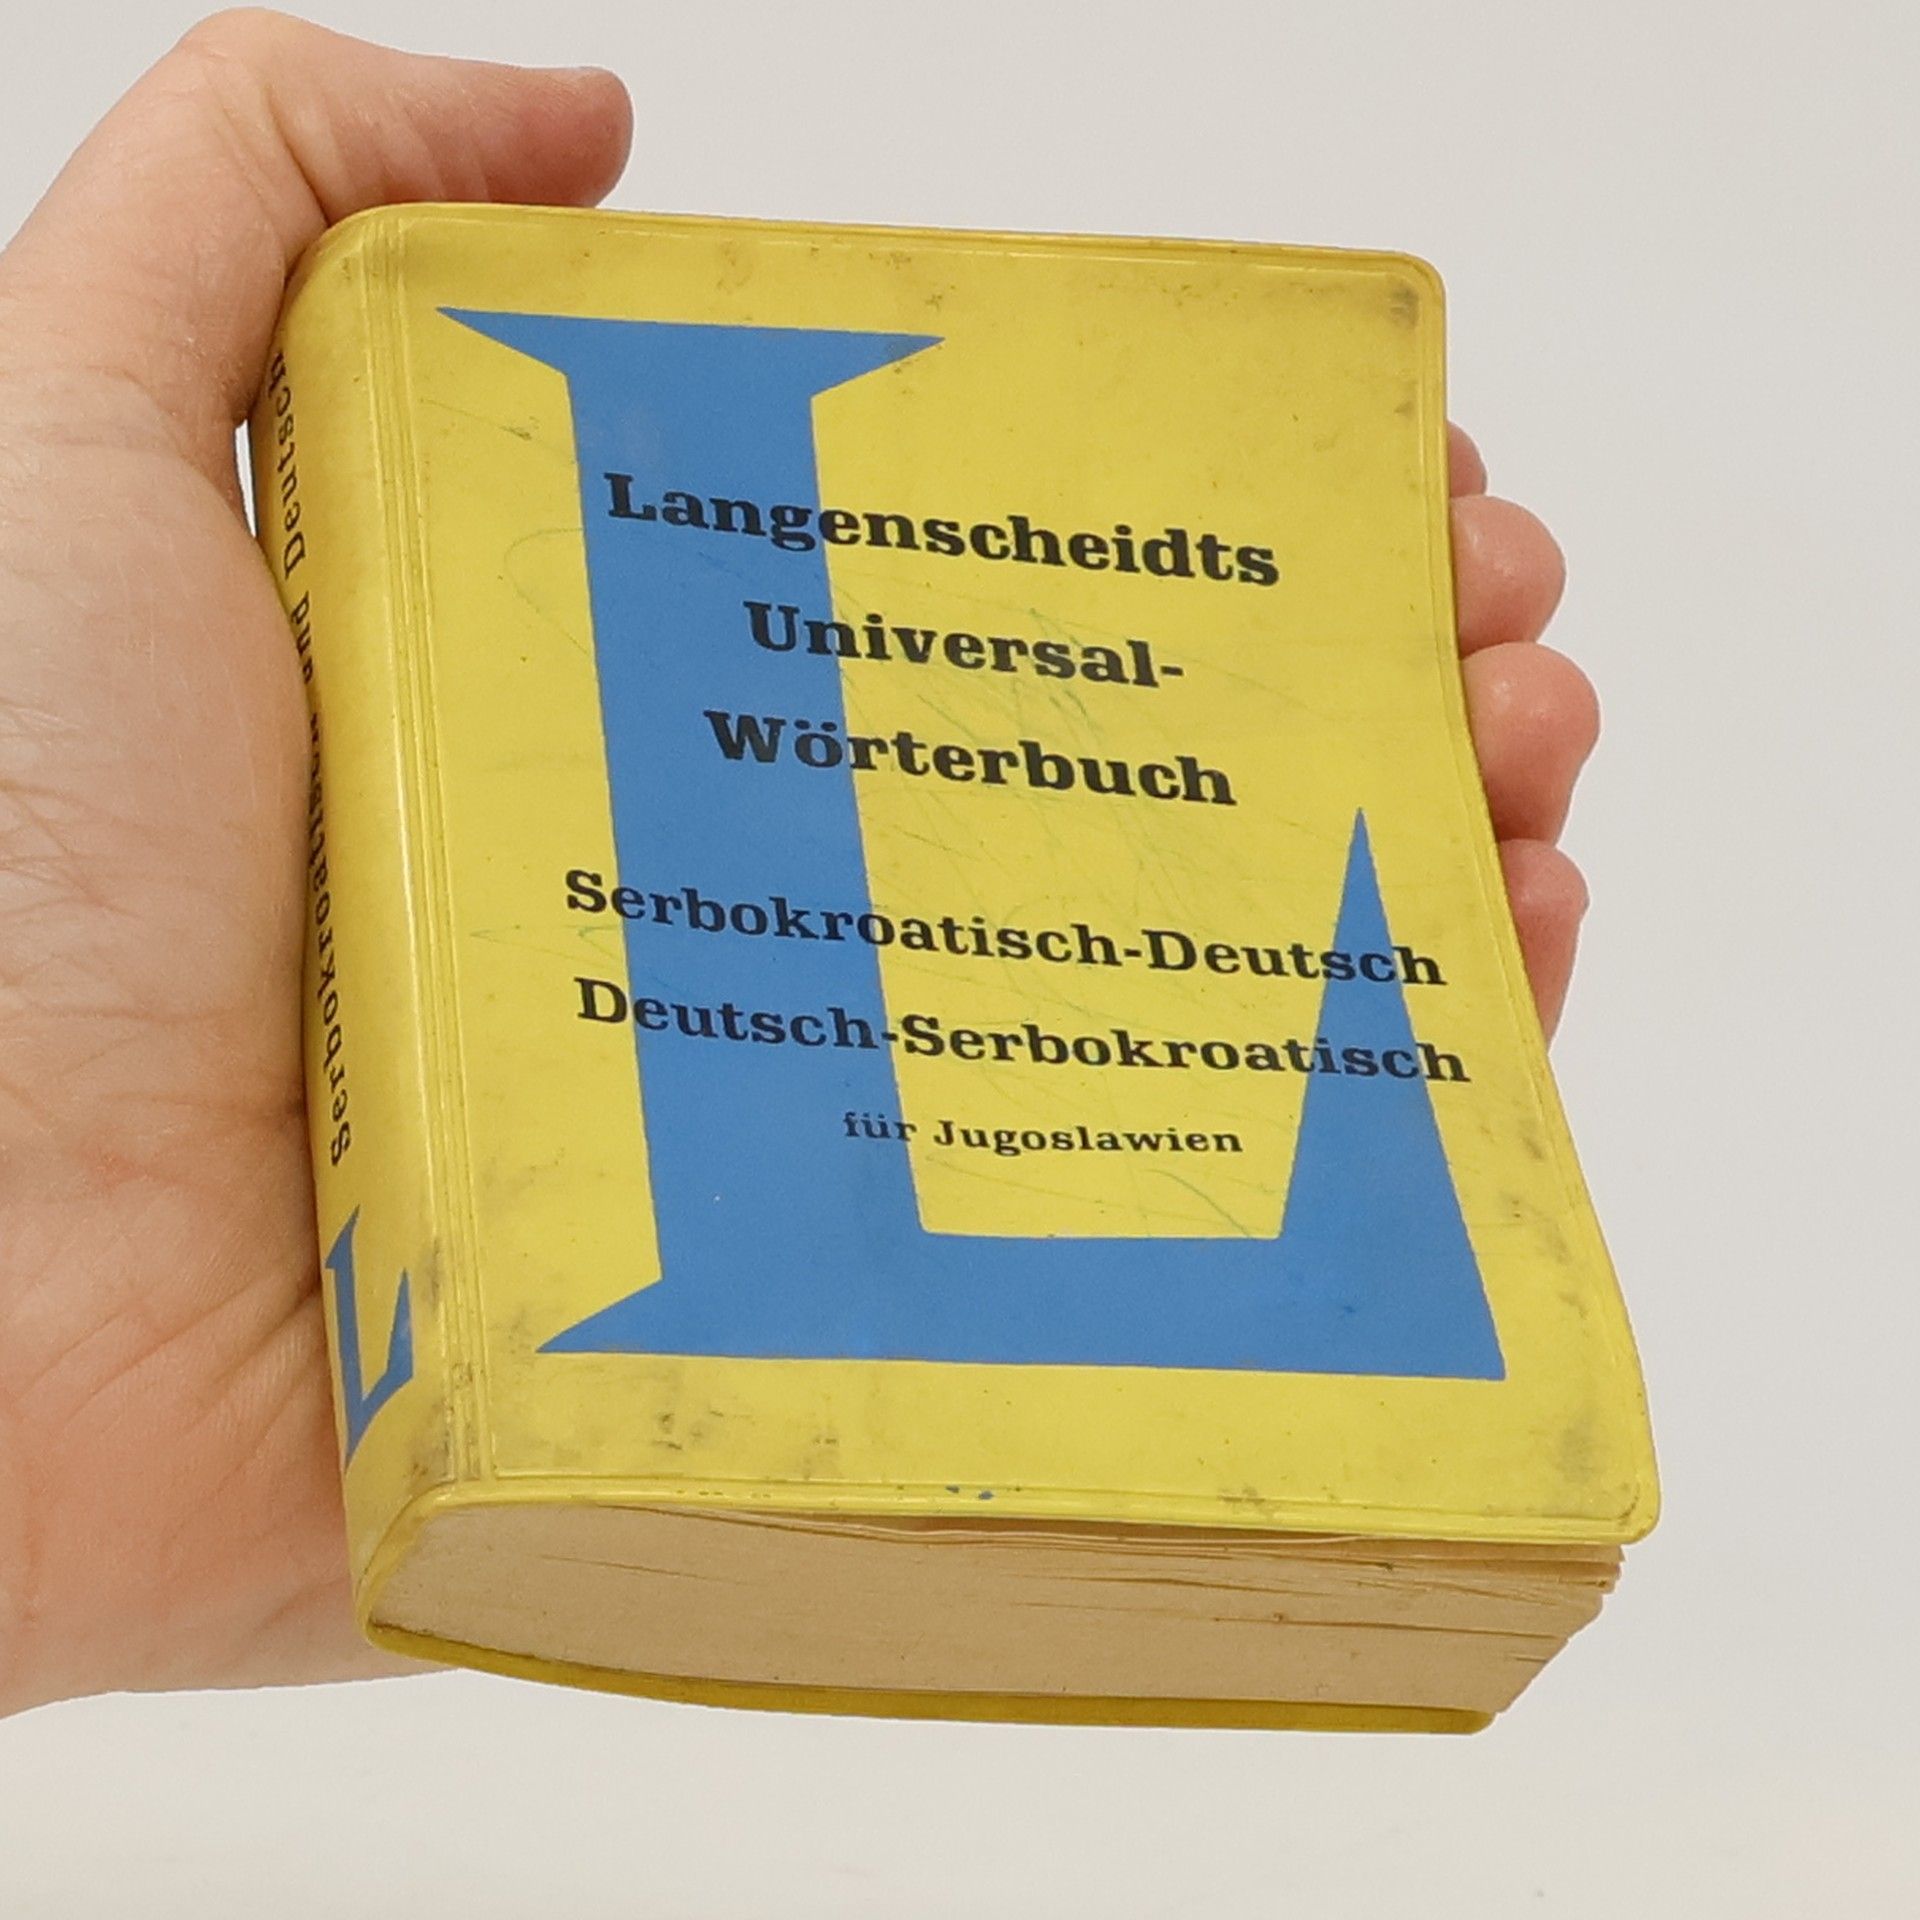 Langenscheidts
Universal-
Wörterbuch
Serbokroatisch-Deutsch
Deutsch-Serbokroatisch
für Jugoslawien
Serbokroatisch und Deutsch
L